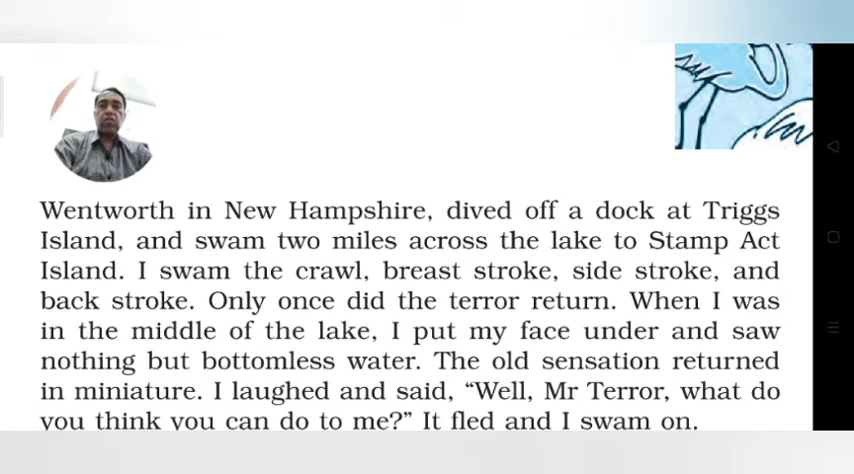 Wentworth in New Hampshire, dived off a dock at Triggs
Island, and swam two miles across the lake to Stamp Act
Island. I swam the crawl, breast stroke, side stroke, and
back stroke. Only once did the terror return. When I was
in the middle of the lake, I put my face under and saw
nothing but bottomless water. The old sensation returned
in miniature. I laughed and said, “Well, Mr Terror, what do
you think you can do to me?” It fled and I swam on.